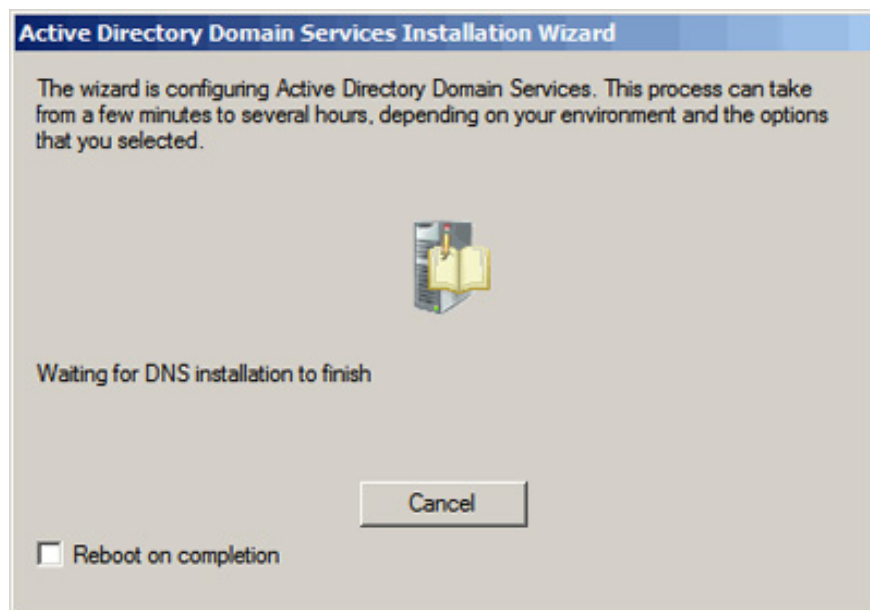 Active Directory Domain Services Installation Wizard
The wizard is configuring Active Directory Domain Services. This process can take
from a few minutes to several hours, depending on your environment and the options
that you selected.
Waiting for DNS installation to finish
Cancel
Reboot on completion